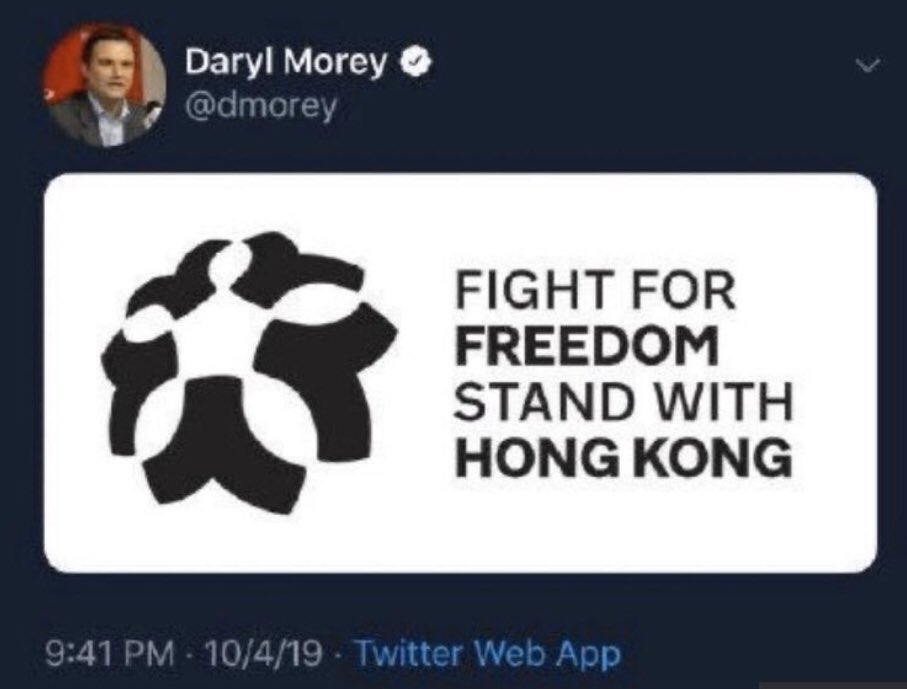 Daryl Morey
@dmorey
FIGHT FOR
FREEDOM
STAND WITH
HONG KONG
9:41 PM · 10/4/19 · Twitter Web App